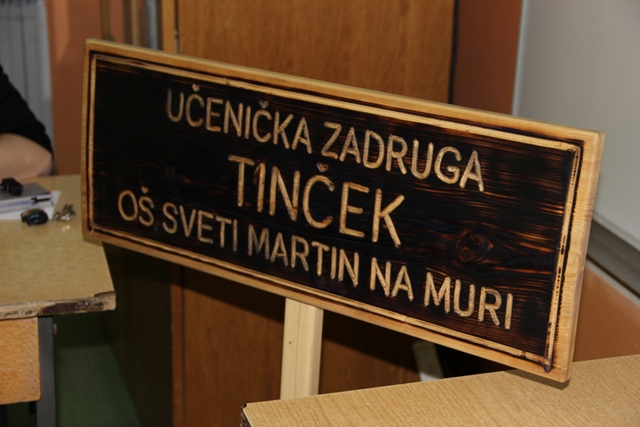 UČENIČKA ZADRUGA
TINČEK
OŠ SVETI MARTIN NA MURI